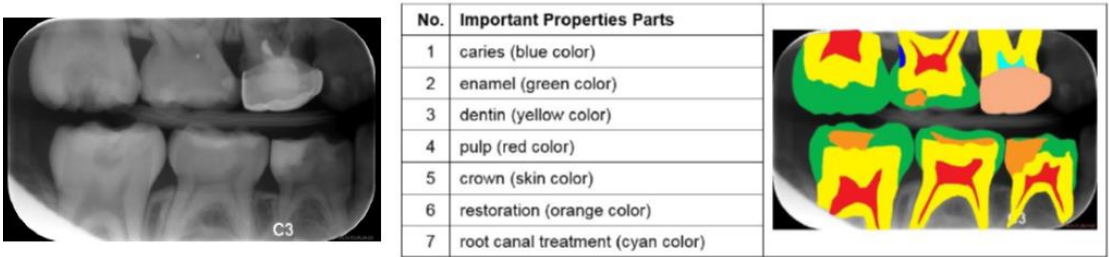 C3
No. Important Properties Parts
1 caries (blue color)
2 enamel (green color)
3 dentin (yellow color)
4 pulp (red color)
5 crown (skin color)
6 restoration (orange color)
7 root canal treatment (cyan color)